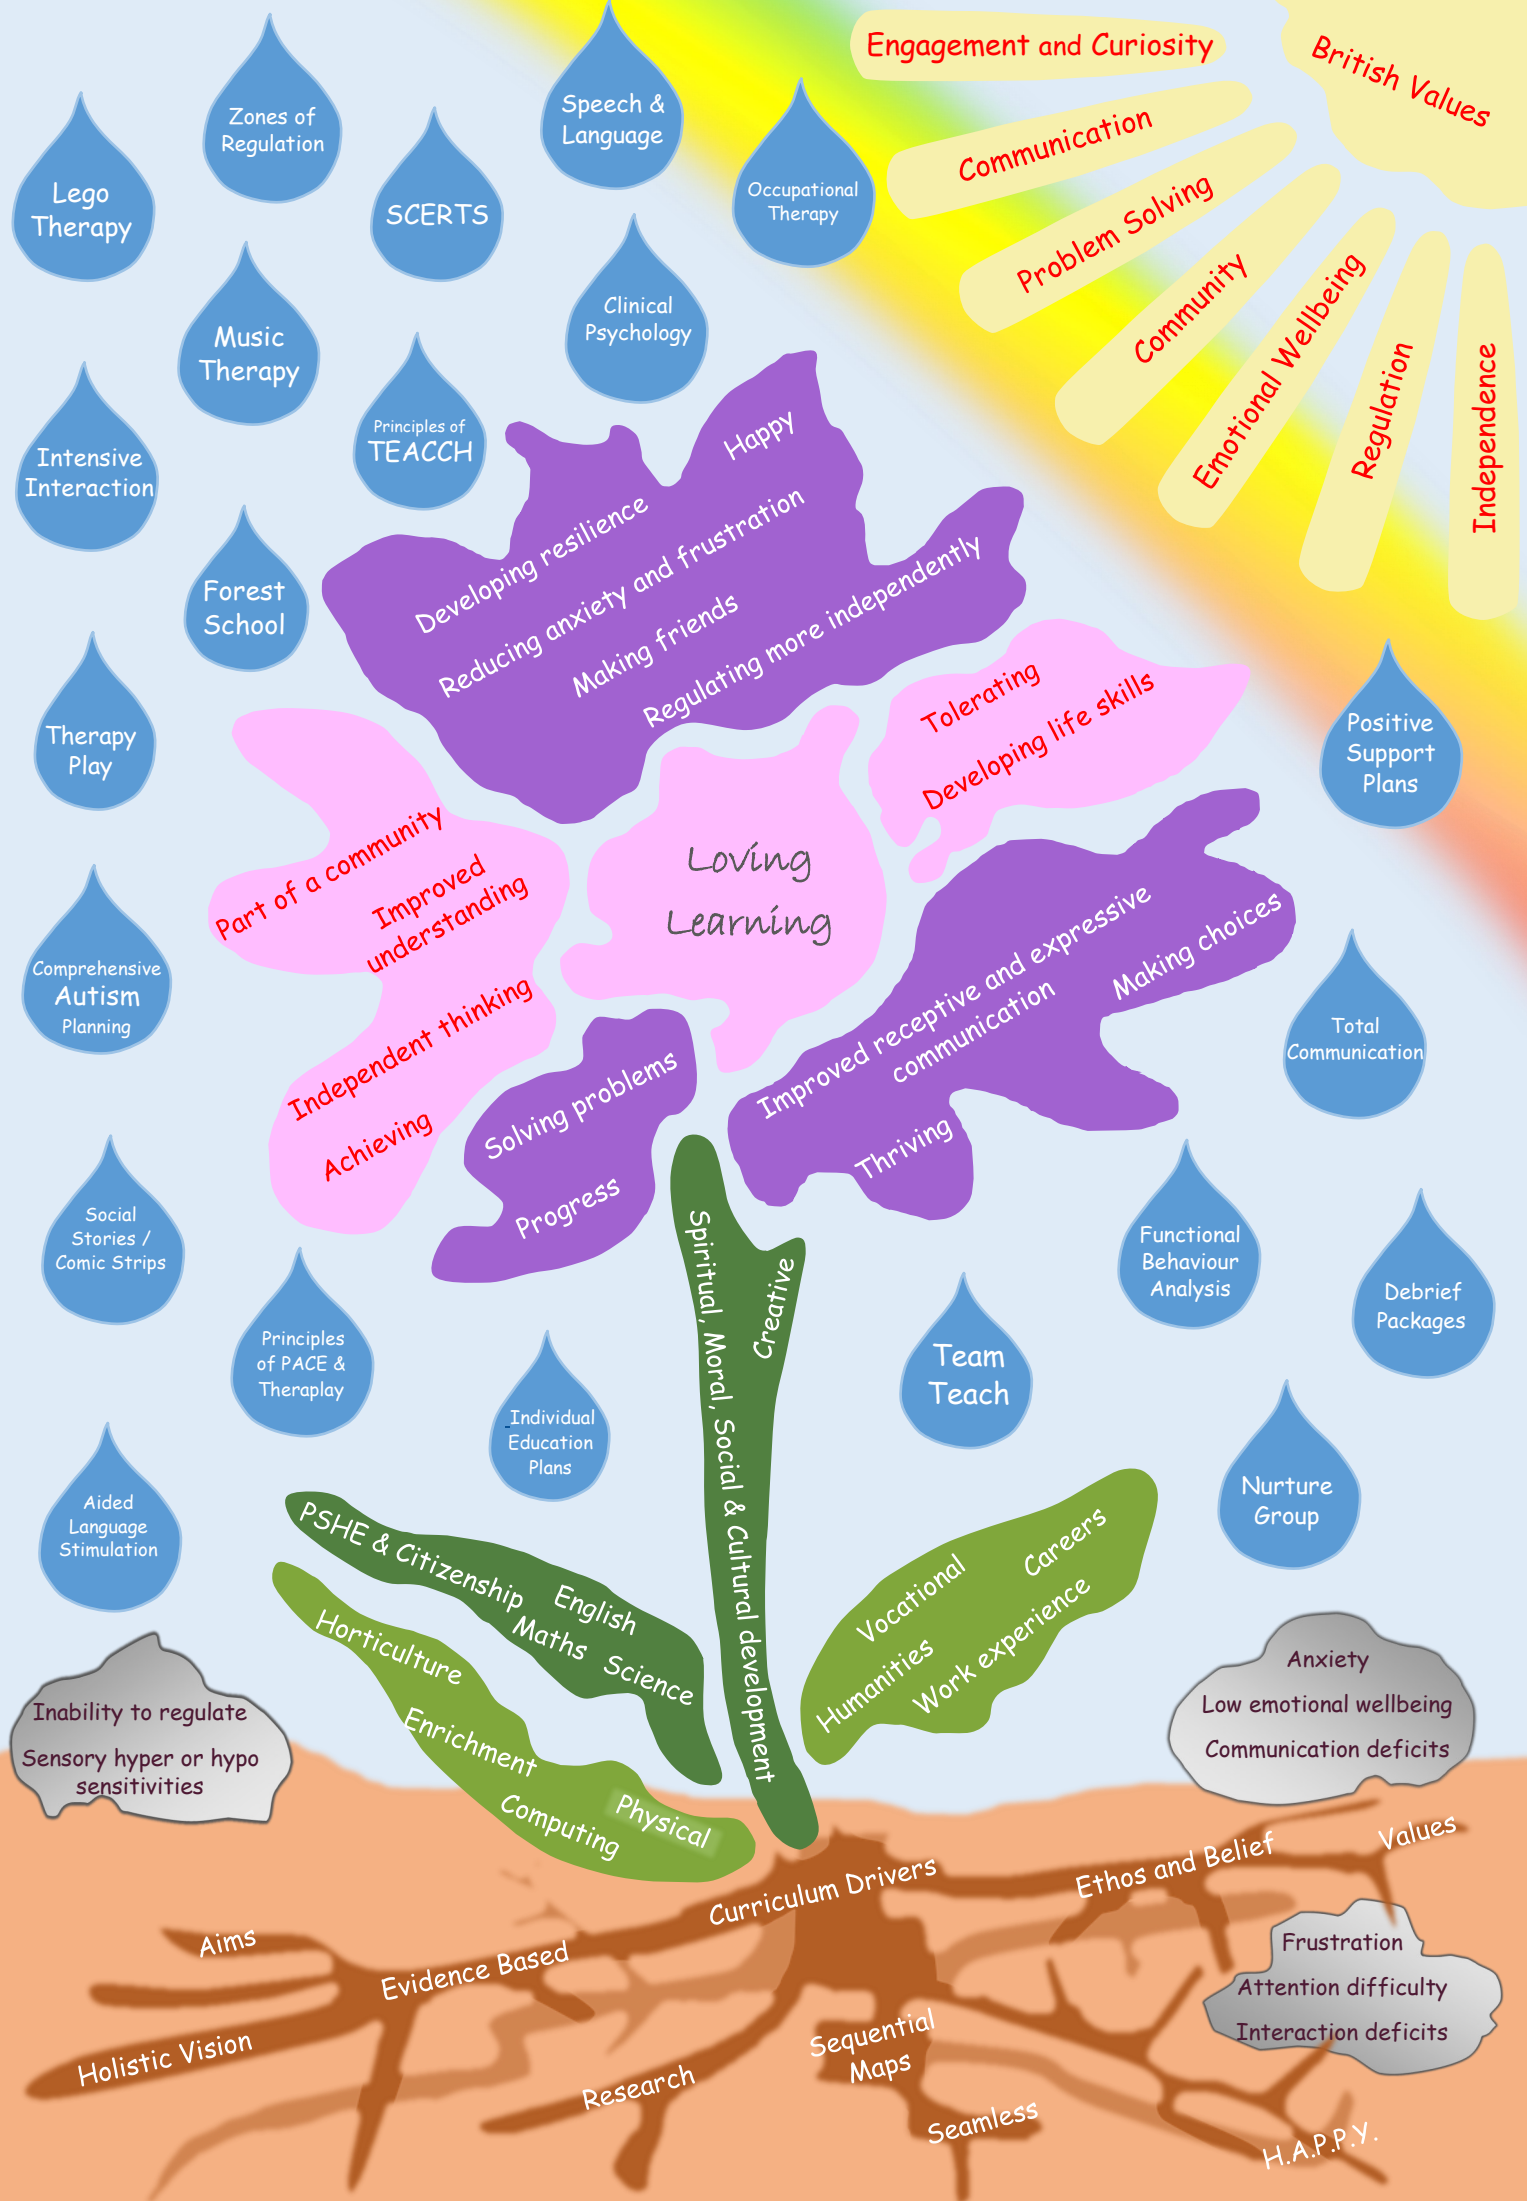 Engagement and Curiosity
British Values
Communication
Problem Solving
Community
Emotional Wellbeing
Regulation
Independence
Zones of
Regulation
Speech &
Language
Lego
Therapy
SCERTS
Occupational
Therapy
Music
Therapy
Clinical
Psychology
Intensive
Interaction
Principles of
TEACCH
Forest
School
Therapy
Play
Positive
Support
Plans
Comprehensive
Autism
Planning
Total
Communication
Social
Stories /
Comic Strips
Principles
of PACE &
Theraplay
Individual
Education
Plans
Aided
Language
Stimulation
Functional
Behaviour
Analysis
Debrief
Packages
Team
Teach
Nurture
Group
Happy
Developing resilience
Reducing anxiety and frustration
Making friends
Regulating more independently
Tolerating
Developing life skills
Loving
Learning
Part of a community
Improved
understanding
Independent thinking
Achieving
Improved receptive and expressive
communication
Making choices
Thriving
Solving problems
Progress
Spiritual, Moral, Social & Cultural development
Creative
PSHE & Citizenship
English
Maths
Science
Horticulture
Enrichment
Computing
Physical
Vocational
Careers
Humanities
Work experience
Inability to regulate
Sensory hyper or hypo
sensitivities
Anxiety
Low emotional wellbeing
Communication deficits
Frustration
Attention difficulty
Interaction deficits
Curriculum Drivers
Ethos and Belief
Values
Aims
Evidence Based
Holistic Vision
Research
Sequential
Maps
Seamless
H.A.P.P.Y.